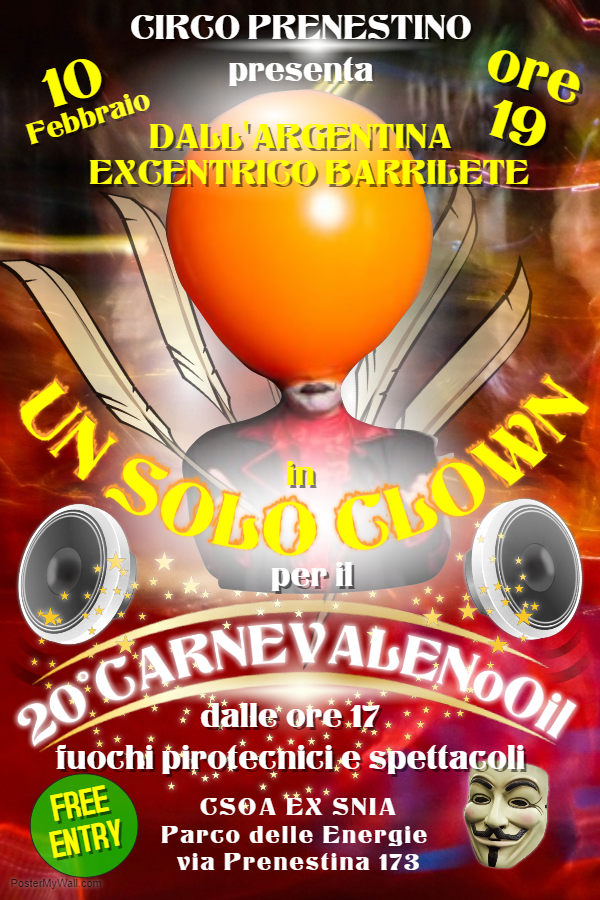 CIRCO PRENESTINO
presenta
10
Febbraio
ore
19
DALL'ARGENTINA
EXCENTRICO BARRILETE
in
UN SOLO CLOWN
per il
20°CARNEVALENoOil
dalle ore 17
fuochi pirotecnici e spettacoli
FREE
ENTRY
CSOA EX SNIA
Parco delle Energie
via Prenestina 173
PosterMyWall.com